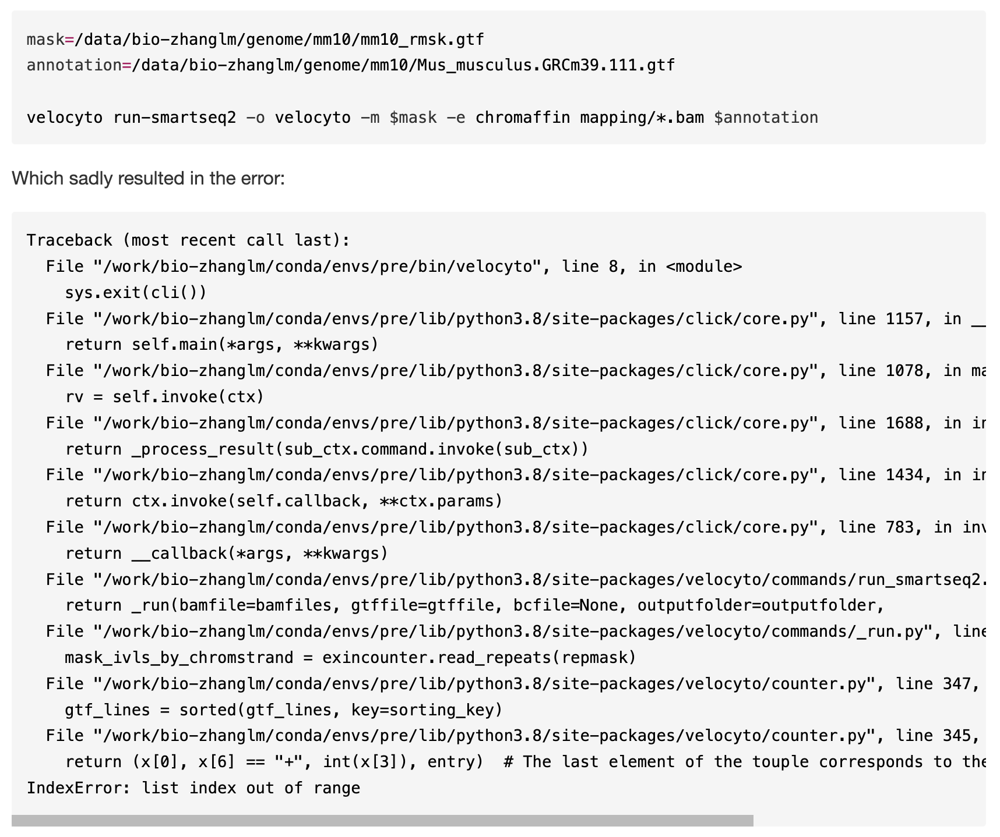 mask=/data/bio-zhanglm/genome/mm10/mm10_rmsk.gtf
annotation=/data/bio-zhanglm/genome/mm10/Mus_musculus.GRCm39.111.gtf
velocyto run-smartseq2 -o velocyto -m $mask -e chromaffin mapping/*.bam $annotation
Which sadly resulted in the error:
Traceback (most recent call last):
  File "/work/bio-zhanglm/conda/envs/pre/bin/velocyto", line 8, in <module>
    sys.exit(cli())
  File "/work/bio-zhanglm/conda/envs/pre/lib/python3.8/site-packages/click/core.py", line 1157, in __
    return self.main(*args, **kwargs)
  File "/work/bio-zhanglm/conda/envs/pre/lib/python3.8/site-packages/click/core.py", line 1078, in ma
    rv = self.invoke(ctx)
  File "/work/bio-zhanglm/conda/envs/pre/lib/python3.8/site-packages/click/core.py", line 1688, in in
    return _process_result(sub_ctx.command.invoke(sub_ctx))
  File "/work/bio-zhanglm/conda/envs/pre/lib/python3.8/site-packages/click/core.py", line 1434, in in
    return ctx.invoke(self.callback, **ctx.params)
  File "/work/bio-zhanglm/conda/envs/pre/lib/python3.8/site-packages/click/core.py", line 783, in inv
    return __callback(*args, **kwargs)
  File "/work/bio-zhanglm/conda/envs/pre/lib/python3.8/site-packages/velocyto/commands/run_smartseq2.
    return _run(bamfile=bamfiles, gtffile=gtffile, bcfile=None, outputfolder=outputfolder,
  File "/work/bio-zhanglm/conda/envs/pre/lib/python3.8/site-packages/velocyto/commands/_run.py", line
    mask_ivls_by_chromstrand = exincounter.read_repeats(repmask)
  File "/work/bio-zhanglm/conda/envs/pre/lib/python3.8/site-packages/velocyto/counter.py", line 347,
    gtf_lines = sorted(gtf_lines, key=sorting_key)
  File "/work/bio-zhanglm/conda/envs/pre/lib/python3.8/site-packages/velocyto/counter.py", line 345,
    return (x[0], x[6] == "+", int(x[3]), entry)  # The last element of the touple corresponds to the
IndexError: list index out of range